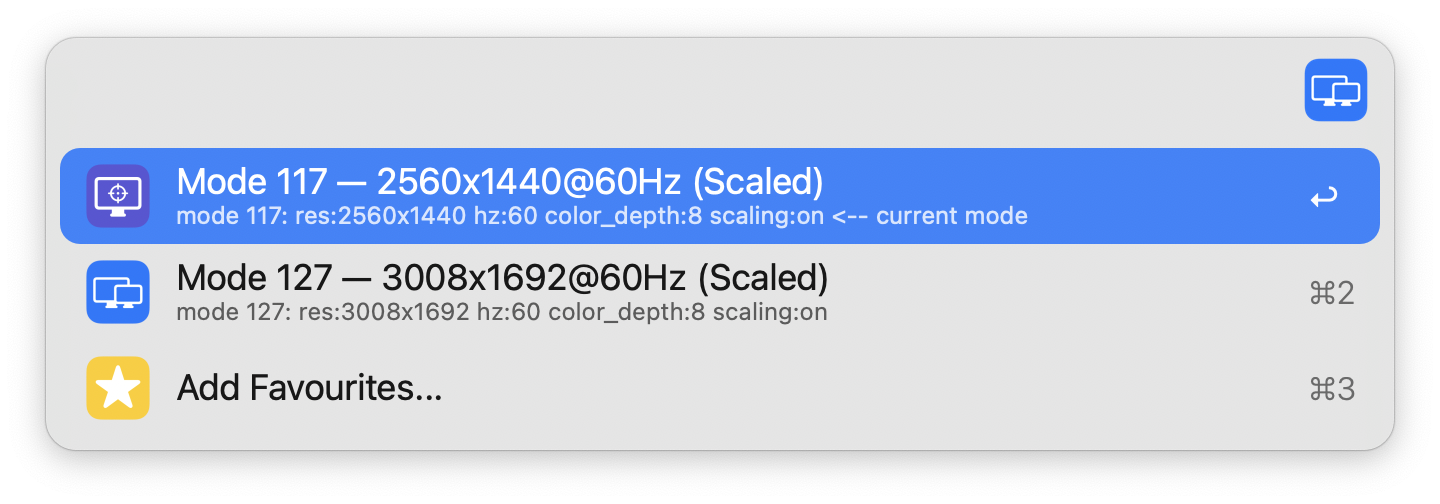 Mode 117 — 2560x1440@60Hz (Scaled)
mode 117: res:2560x1440 hz:60 color_depth:8 scaling:on <-- current mode
Mode 127 — 3008x1692@60Hz (Scaled)
mode 127: res:3008x1692 hz:60 color_depth:8 scaling:on
⌘2
Add Favourites...
⌘3